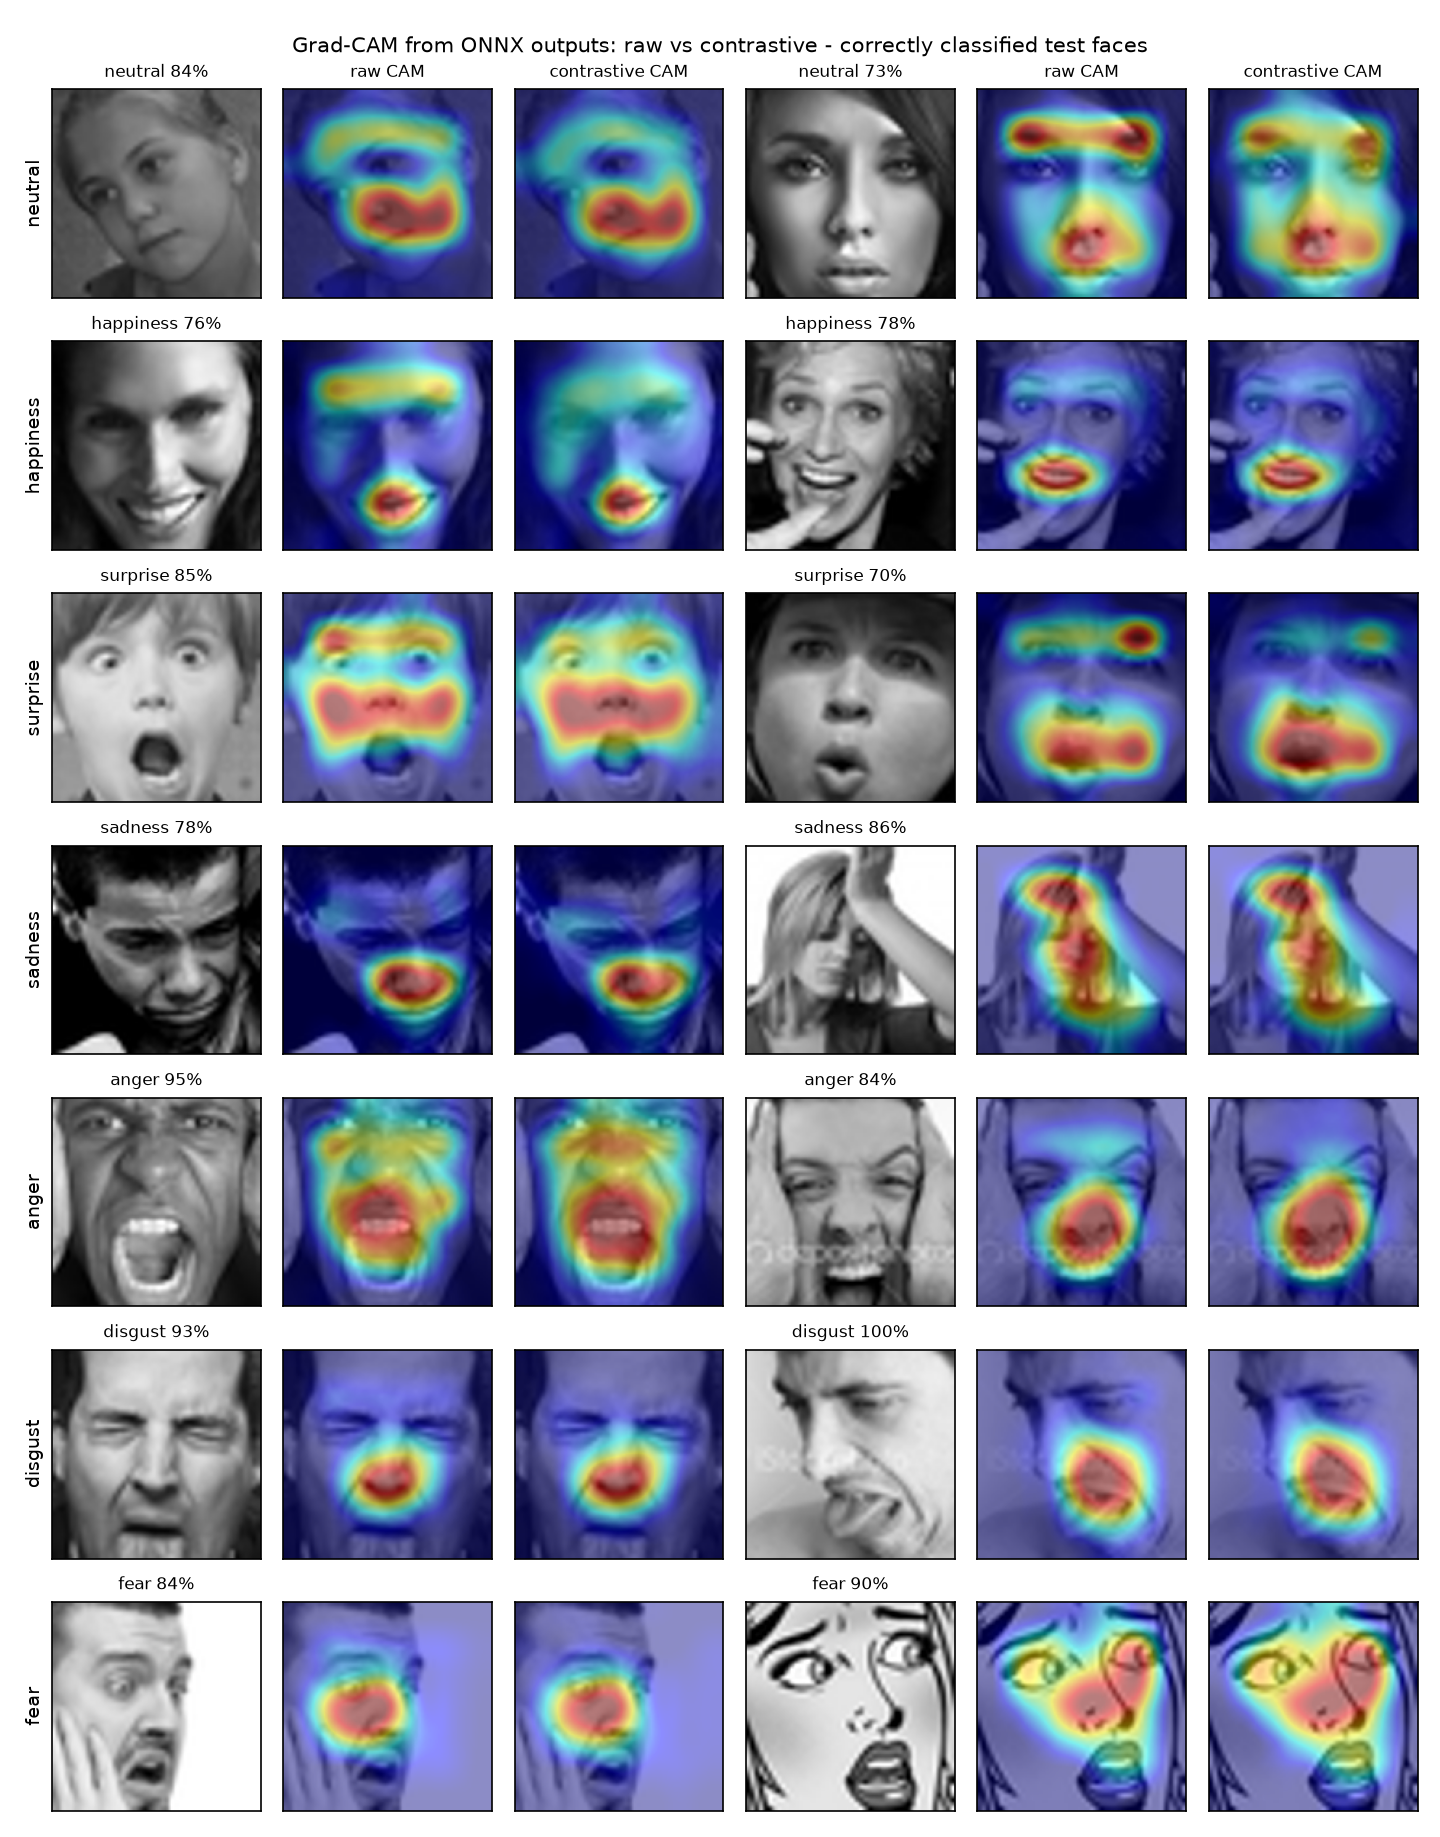 Grad-CAM from ONNX outputs: raw vs contrastive - correctly classified test faces
neutral 84% raw CAM contrastive CAM neutral 73% raw CAM contrastive CAM
neutral
happiness 76% happiness 78%
happiness
surprise 85% surprise 70%
surprise
sadness 78% sadness 86%
sadness
anger 95% anger 84%
anger
disgust 93% disgust 100%
disgust
fear 84% fear 90%
fear